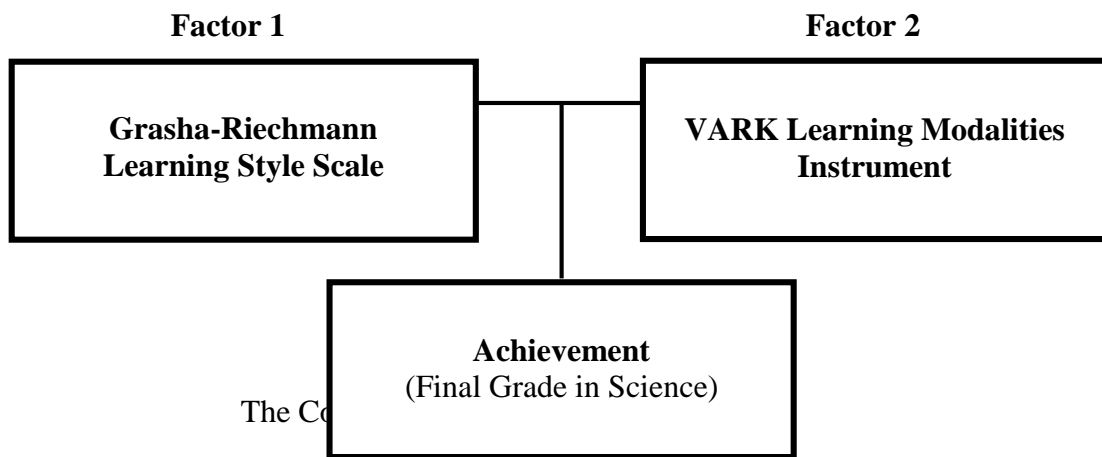 Factor 1
Factor 2
Grasha-Riechmann
Learning Style Scale
VARK Learning Modalities
Instrument
Achievement
(Final Grade in Science)
The